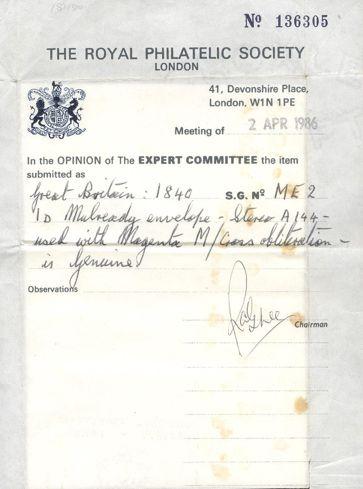 Nº 136305
THE ROYAL PHILATELIC SOCIETY
LONDON
41, Devonshire Place,
London, W1N 1PE
Meeting of 2 APR 1986
In the OPINION of The EXPERT COMMITTEE the item
submitted as
Great Britain : 1840 S.G. Nº ME2
1D Mulready envelope - Stereo A144 -
used with Magenta M/Cross obliteration -
is Genuine
Observations
Chairman